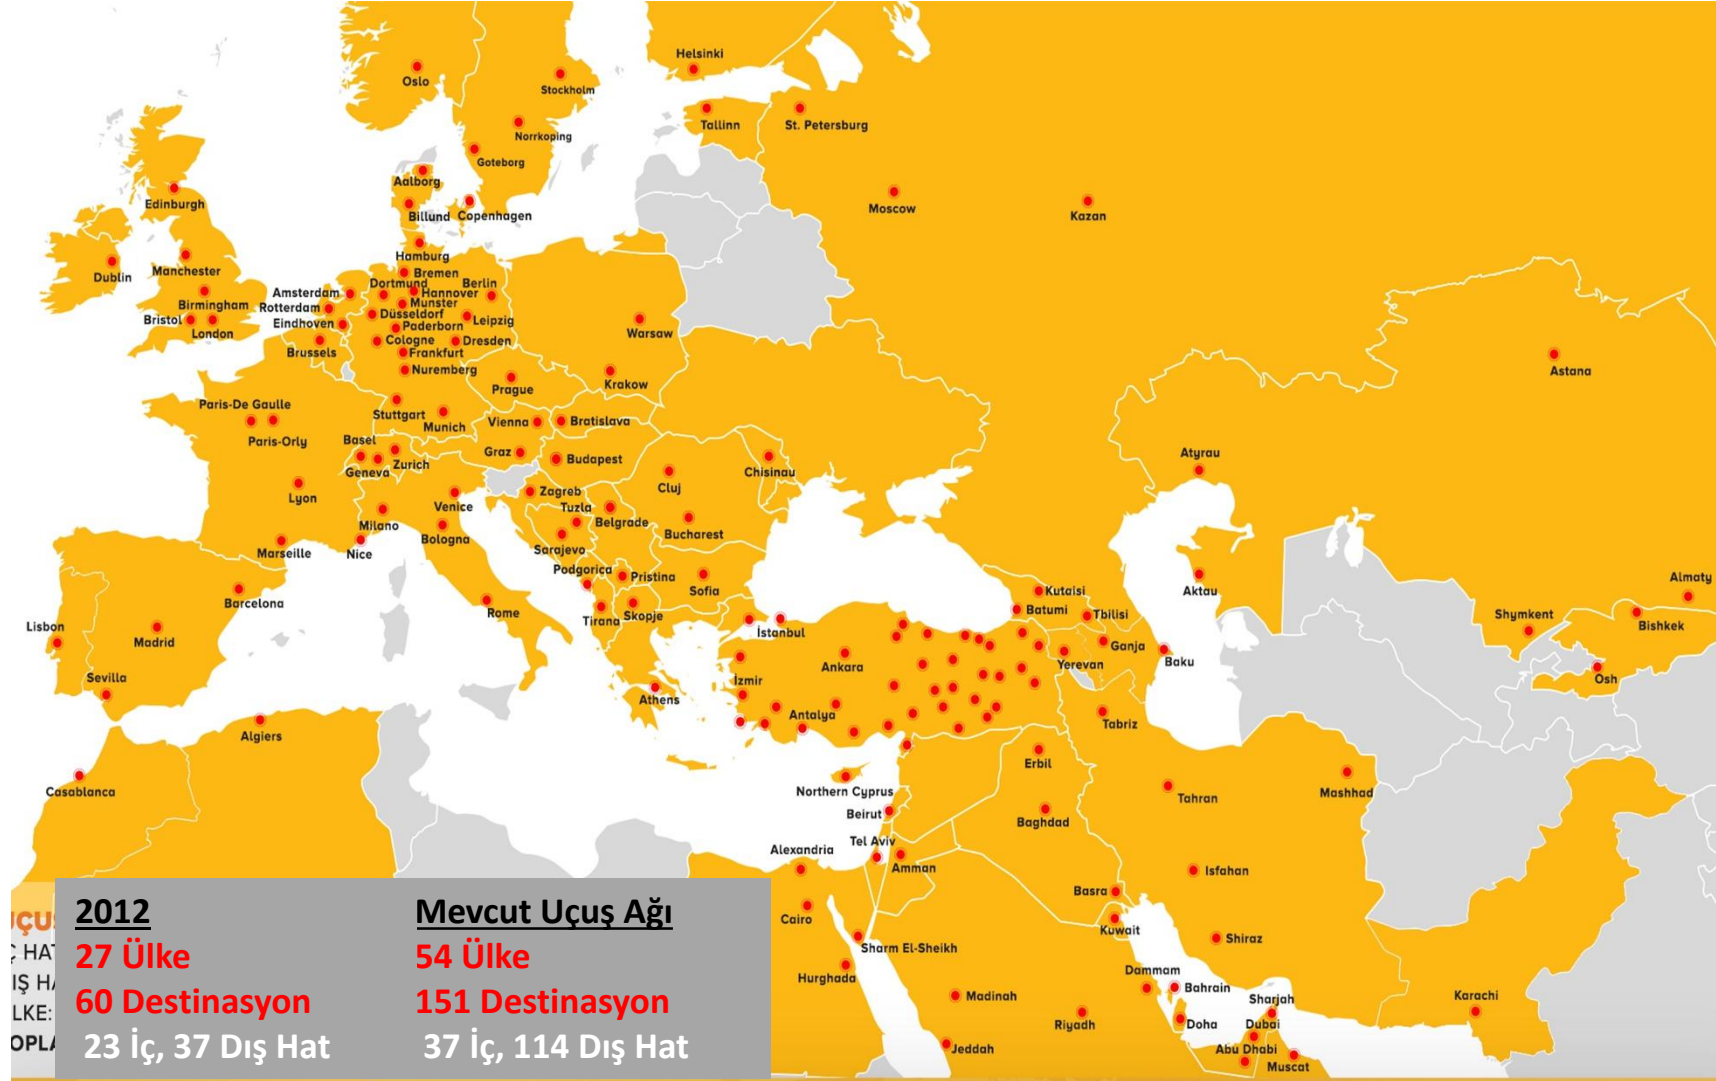 Helsinki
Oslo
Stockholm
Tallinn
St. Petersburg
Norrkoping
Goteborg
Aalborg
Edinburgh
Billund
Copenhagen
Moscow
Kazan
Hamburg
Dublin
Manchester
Bremen
Dortmund
Berlin
Amsterdam
Hannover
Birmingham
Rotterdam
Munster
Bristol
London
Eindhoven
Düsseldorf
Paderborn
Leipzig
Warsaw
Brussels
Cologne
Dresden
Frankfurt
Nuremberg
Krakow
Prague
Astana
Paris-De Gaulle
Stuttgart
Munich
Vienna
Bratislava
Paris-Orly
Basel
Geneva
Zurich
Graz
Budapest
Chisinau
Atyrau
Lyon
Cluj
Zagreb
Venice
Tuzla
Belgrade
Milano
Bologna
Bucharest
Marseille
Nice
Sarajevo
Podgorica
Pristina
Sofia
Kutaisi
Aktau
Almaty
Barcelona
Rome
Tirana
Skopje
Batumi
Tbilisi
Shymkent
Bishkek
Lisbon
Madrid
İstanbul
Ganja
Baku
Yerevan
Ankara
Osh
Sevilla
İzmir
Athens
Antalya
Tabriz
Algiers
Erbil
Casablanca
Northern Cyprus
Tahran
Mashhad
Beirut
Baghdad
Alexandria
Tel Aviv
Amman
Isfahan
Basra
Cairo
Kuwait
Shiraz
Sharm El-Sheikh
Hurghada
Dammam
Bahrain
Madinah
Riyadh
Doha
Sharjah
Dubai
Karachi
Jeddah
Abu Dhabi
Muscat
2012
27 Ülke
60 Destinasyon
23 İç, 37 Dış Hat
Mevcut Uçuş Ağı
54 Ülke
151 Destinasyon
37 İç, 114 Dış Hat